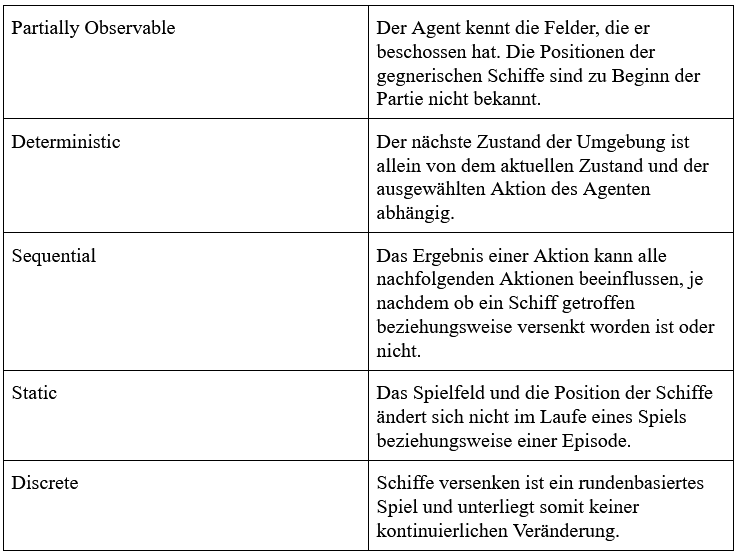 Partially Observable
Der Agent kennt die Felder, die er
beschossen hat. Die Positionen der
gegnerischen Schiffe sind zu Beginn der
Partie nicht bekannt.
Deterministic
Der nächste Zustand der Umgebung ist
allein von dem aktuellen Zustand und der
ausgewählten Aktion des Agenten
abhängig.
Sequential
Das Ergebnis einer Aktion kann alle
nachfolgenden Aktionen beeinflussen, je
nachdem ob ein Schiff getroffen
beziehungsweise versenkt worden ist oder
nicht.
Static
Das Spielfeld und die Position der Schiffe
ändert sich nicht im Laufe eines Spiels
beziehungsweise einer Episode.
Discrete
Schiffe versenken ist ein rundenbasiertes
Spiel und unterliegt somit keiner
kontinuierlichen Veränderung.